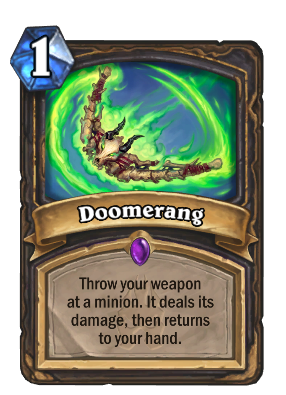 1
Doomerang
Throw your weapon
at a minion. It deals its
damage, then returns
to your hand.